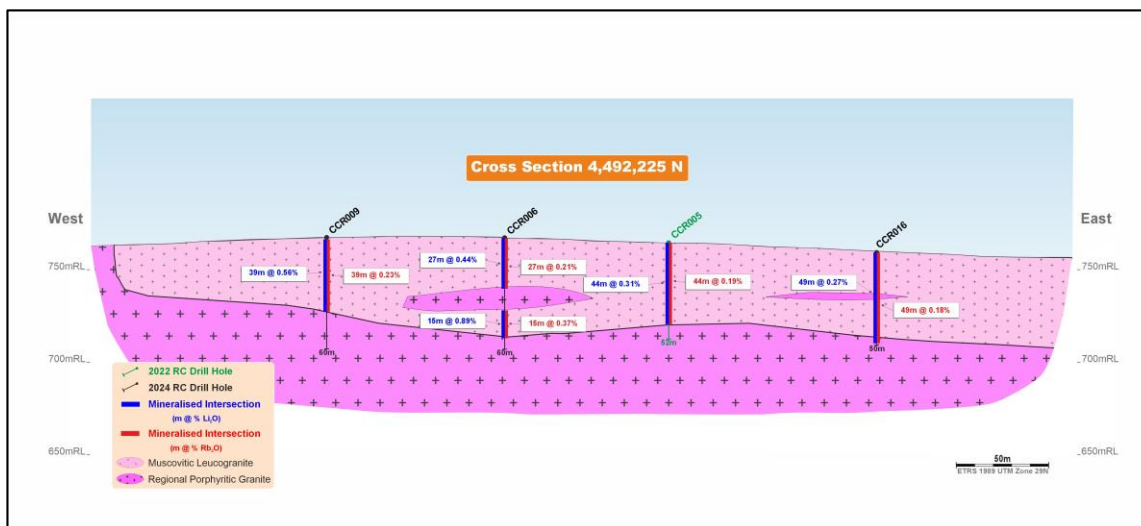 Cross Section 4,492,225 N
West
East
CCR009
CCR006
CCR005
CCR016
750mRL
750mRL
39m @ 0.56%
39m @ 0.23%
27m @ 0.44%
27m @ 0.21%
44m @ 0.31%
44m @ 0.19%
49m @ 0.27%
49m @ 0.18%
15m @ 0.89%
15m @ 0.37%
60m
60m
52m
50m
700mRL
700mRL
2022 RC Drill Hole
2024 RC Drill Hole
Mineralised Intersection
(m @ % Li₂O)
Mineralised Intersection
(m @ % Rb₂O)
Muscovitic Leucogranite
Regional Porphyritic Granite
650mRL
650mRL
50m
ETRS 1989 UTM Zone 29N